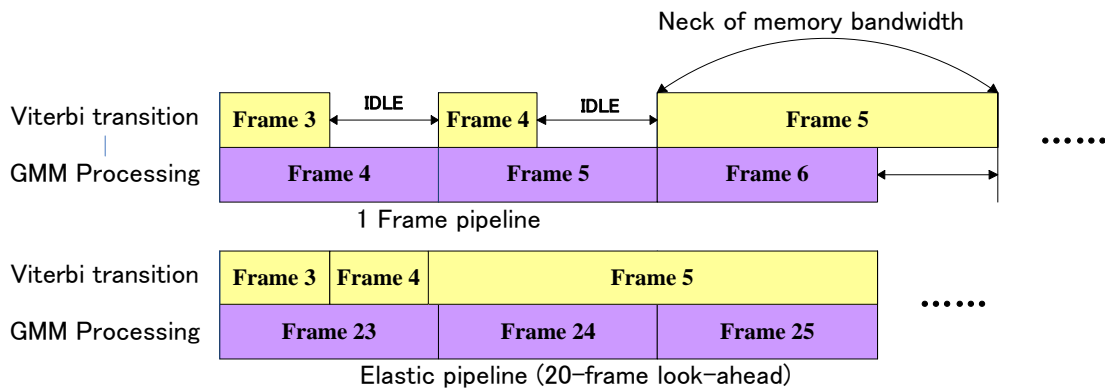 Neck of memory bandwidth
Viterbi transition Frame 3 IDLE Frame 4 IDLE Frame 5
GMM Processing Frame 4 Frame 5 Frame 6 ......
1 Frame pipeline
Viterbi transition Frame 3 Frame 4 Frame 5
GMM Processing Frame 23 Frame 24 Frame 25 ......
Elastic pipeline (20-frame look-ahead)